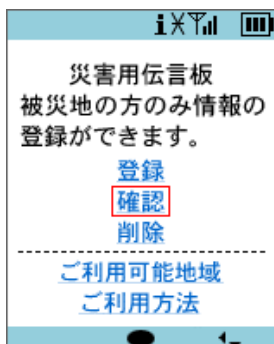 災害用伝言板
被災地の方のみ情報の
登録ができます。
登録
確認
削除
ご利用可能地域
ご利用方法